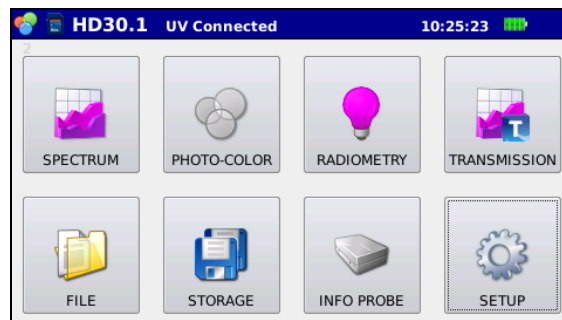 HD30.1 UV Connected 10:25:23
2
SPECTRUM PHOTO-COLOR RADIOMETRY TRANSMISSION
T
FILE STORAGE INFO PROBE SETUP